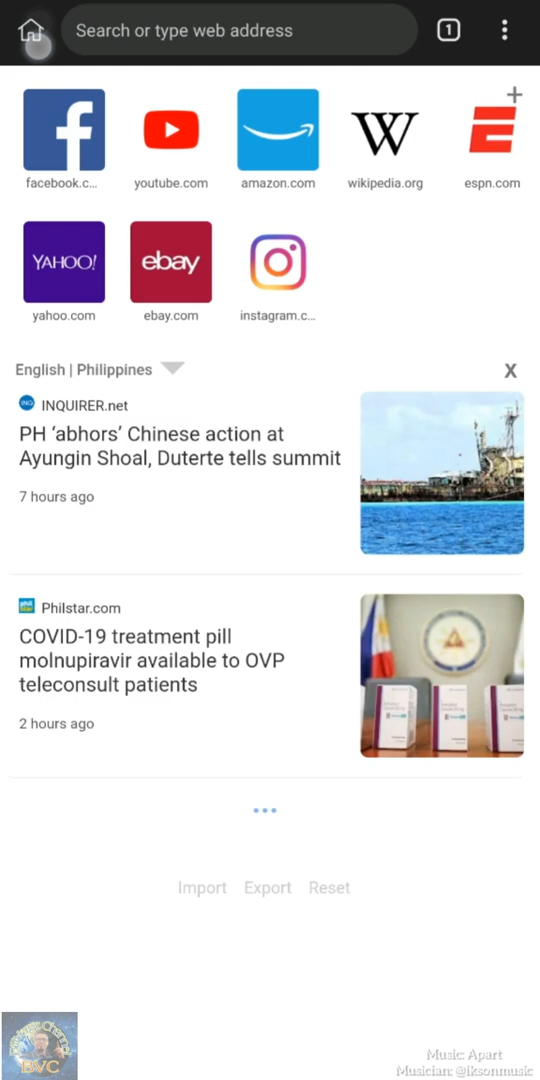 Search or type web address
1
facebook.c...
youtube.com
amazon.com
W
wikipedia.org
espn.com
YAHOO!
ebay
yahoo.com
ebay.com
instagram.c...
English | Philippines
X
INQ
INQUIRER.net
PH ‘abhors’ Chinese action at
Ayungin Shoal, Duterte tells summit
7 hours ago
Philstar.com
COVID-19 treatment pill
molnupiravir available to OVP
teleconsult patients
2 hours ago
Import Export Reset
BVC
Music: Apart
Musician: @iksonmusic